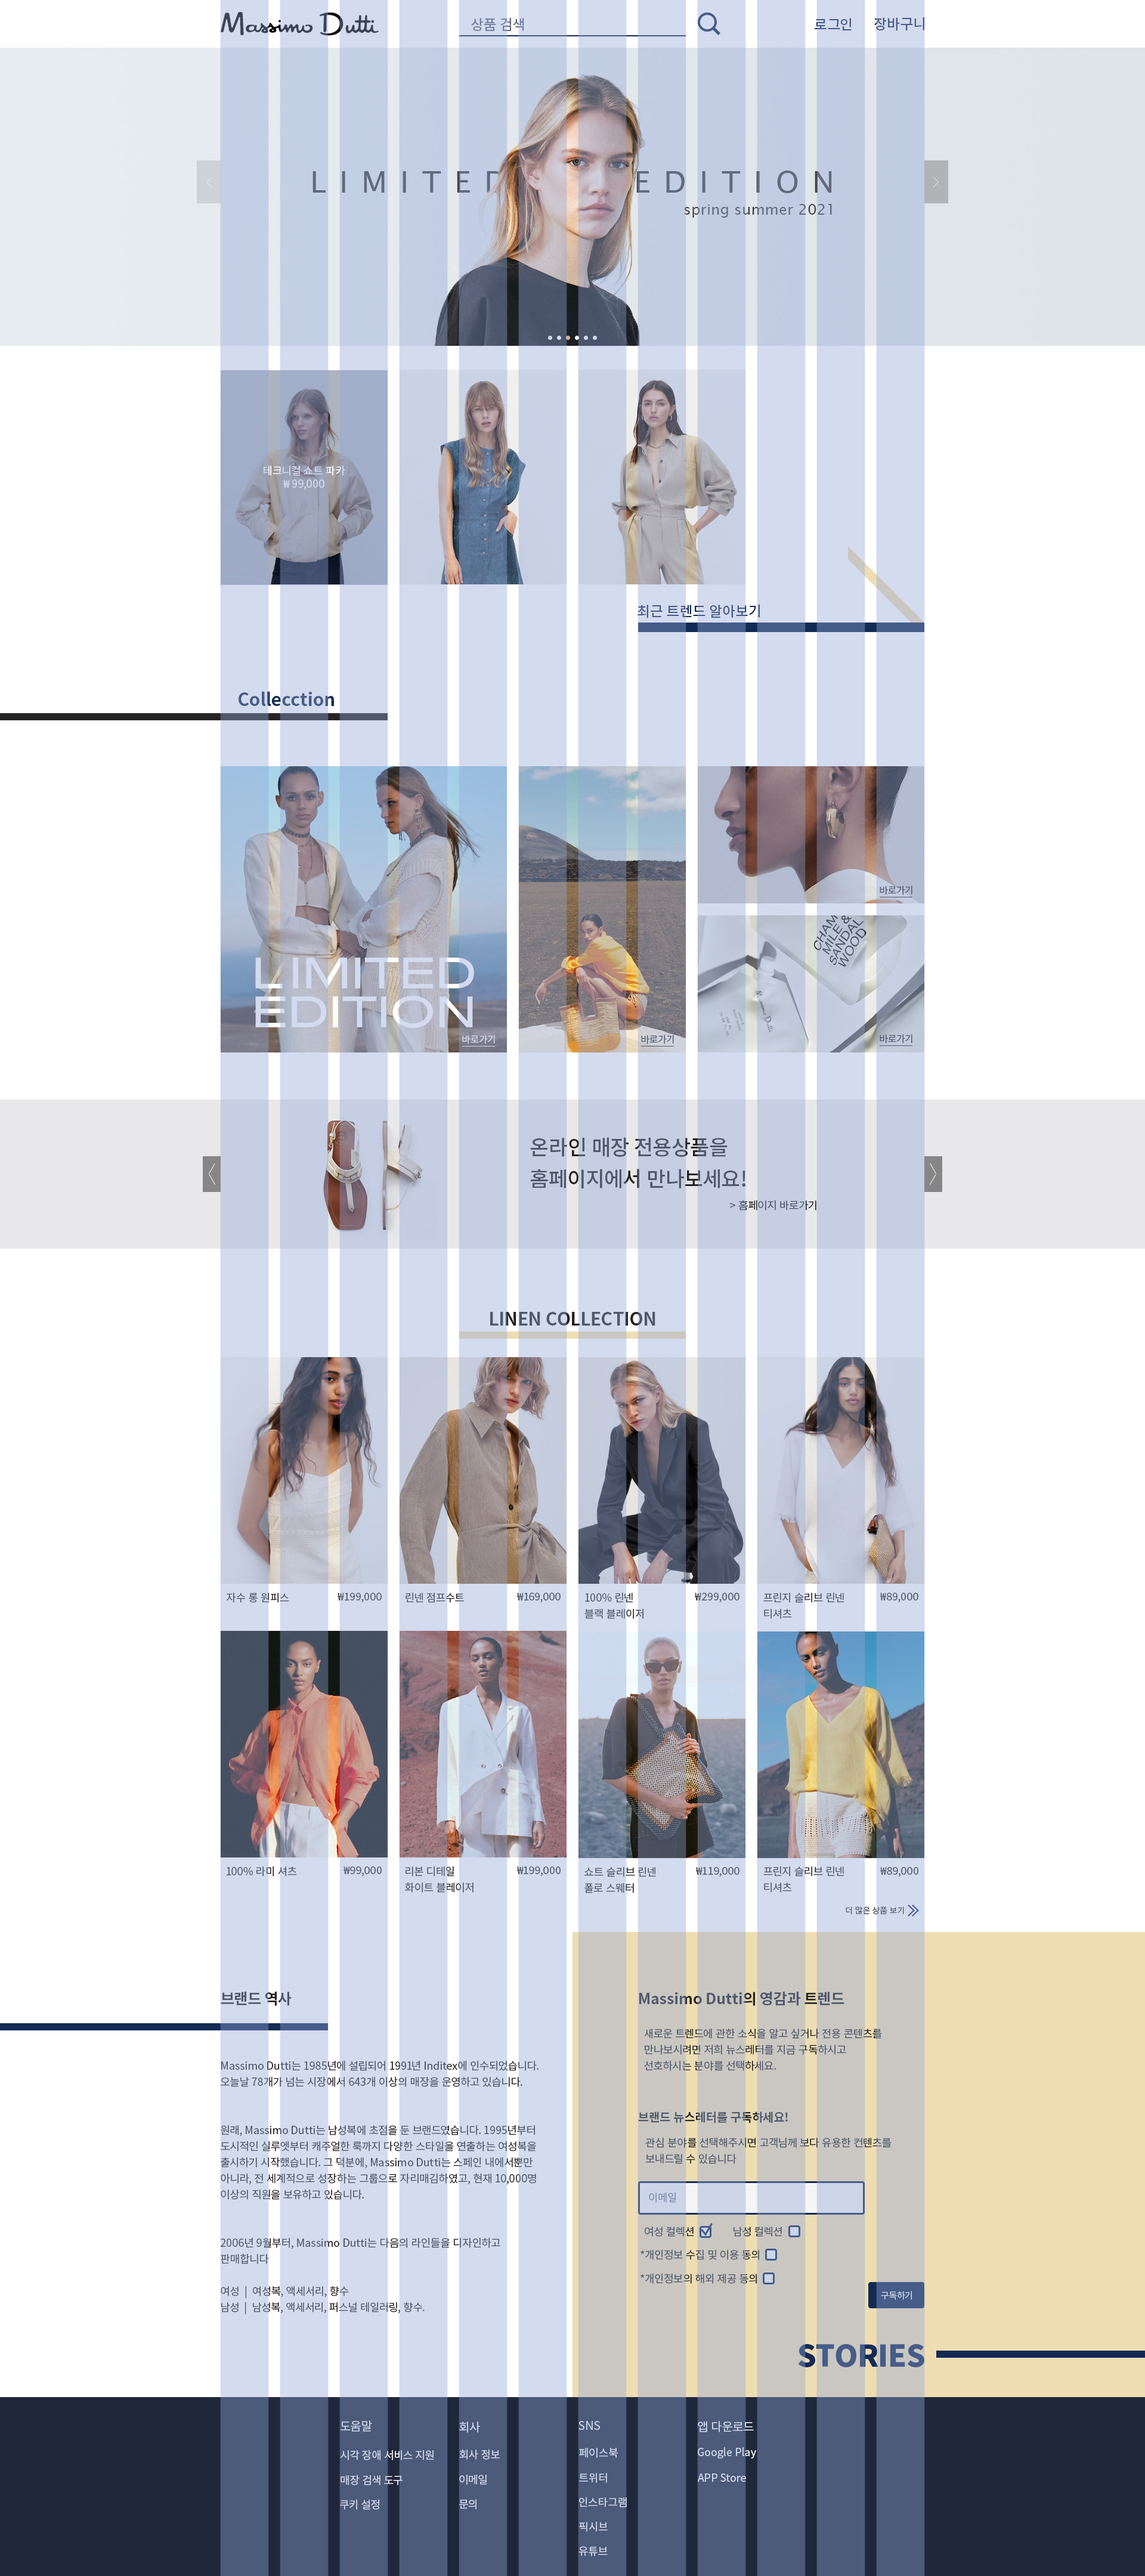 Massimo Dutti
상품 검색
로그인
장바구니
LIMITED EDITION
spring summer 2021
테크니컬 쇼트 파카
₩ 99,000
최근 트렌드 알아보기
Collecction
LIMITED
EDITION
바로가기
바로가기
바로가기
CHAM
MILE &
SANDAL
WOOD
Massimo Dutti
바로가기
온라인 매장 전용상품을
홈페이지에서 만나보세요!
> 홈페이지 바로가기
LINEN COLLECTION
자수 롱 원피스 ₩199,000
린넨 점프수트 ₩169,000
100% 린넨 ₩299,000
블랙 블레이저
프린지 슬리브 린넨 ₩89,000
티셔츠
100% 라미 셔츠 ₩99,000
리본 디테일 ₩199,000
화이트 블레이저
쇼트 슬리브 린넨 ₩119,000
폴로 스웨터
프린지 슬리브 린넨 ₩89,000
티셔츠
더 많은 상품 보기
브랜드 역사
Massimo Dutti는 1985년에 설립되어 1991년 Inditex에 인수되었습니다.
오늘날 78개가 넘는 시장에서 643개 이상의 매장을 운영하고 있습니다.
원래, Massimo Dutti는 남성복에 초점을 둔 브랜드였습니다. 1995년부터
도시적인 실루엣부터 캐주얼한 룩까지 다양한 스타일을 연출하는 여성복을
출시하기 시작했습니다. 그 덕분에, Massimo Dutti는 스페인 내에서뿐만
아니라, 전 세계적으로 성장하는 그룹으로 자리매김하였고, 현재 10,000명
이상의 직원을 보유하고 있습니다.
2006년 9월부터, Massimo Dutti는 다음의 라인들을 디자인하고
판매합니다
여성 | 여성복, 액세서리, 향수
남성 | 남성복, 액세서리, 퍼스널 테일러링, 향수.
Massimo Dutti의 영감과 트렌드
새로운 트렌드에 관한 소식을 알고 싶거나 전용 콘텐츠를
만나보시려면 저희 뉴스레터를 지금 구독하시고
선호하시는 분야를 선택하세요.
브랜드 뉴스레터를 구독하세요!
관심 분야를 선택해주시면 고객님께 보다 유용한 컨텐츠를
보내드릴 수 있습니다
이메일
여성 컬렉션
남성 컬렉션
*개인정보 수집 및 이용 동의
*개인정보의 해외 제공 동의
구독하기
STORIES
도움말
시각 장애 서비스 지원
매장 검색 도구
쿠키 설정
회사
회사 정보
이메일
문의
SNS
페이스북
트위터
인스타그램
픽시브
유튜브
앱 다운로드
Google Play
APP Store